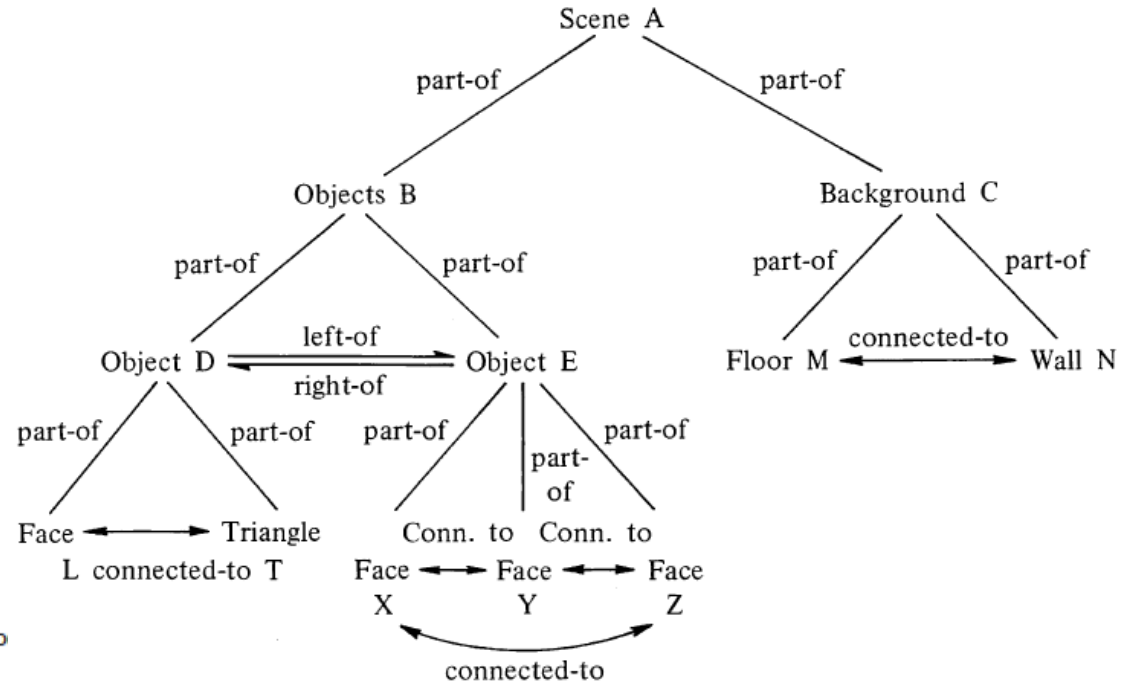 Scene A
part-of part-of
Objects B Background C
part-of part-of part-of part-of
left-of connected-to
Object D Object E Floor M Wall N
right-of
part-of part-of part-of part-of
part-
of
Face Triangle Conn. to Conn. to
L connected-to T Face Face Face
X Y Z
connected-to